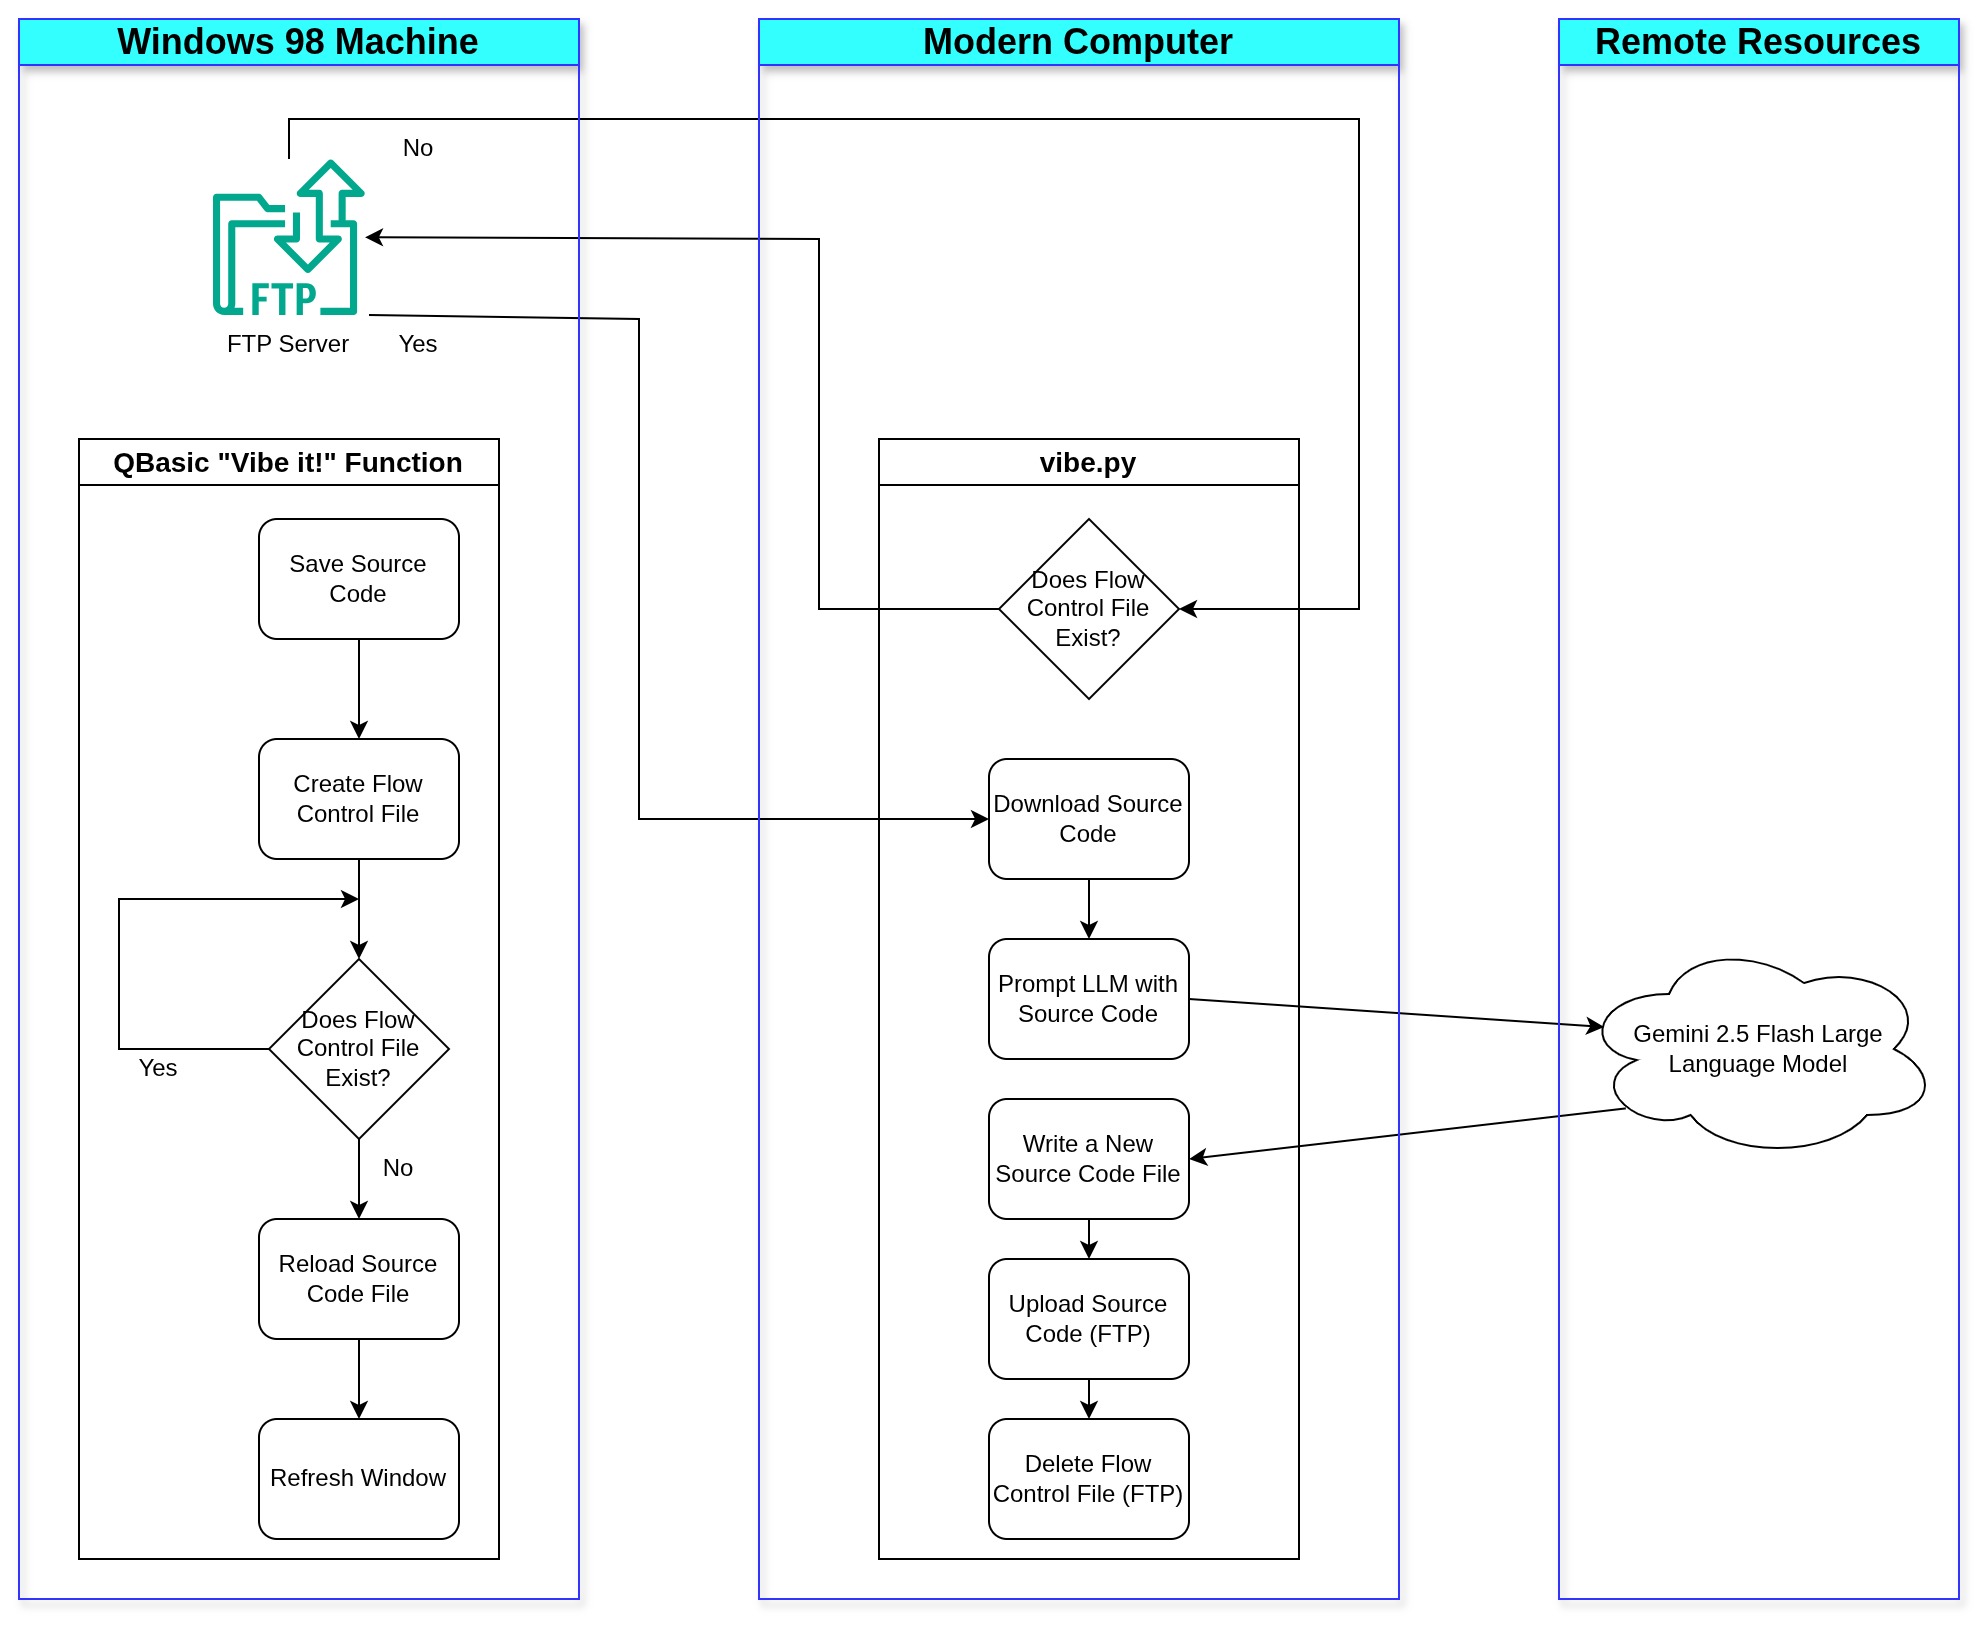 Windows 98 Machine
Modern Computer
Remote Resources
No
FTP
FTP Server
Yes
QBasic "Vibe it!" Function
Save Source
Code
Create Flow
Control File
Does Flow
Control File
Exist?
Yes
No
Reload Source
Code File
Refresh Window
vibe.py
Does Flow
Control File
Exist?
Download Source
Code
Prompt LLM with
Source Code
Write a New
Source Code File
Upload Source
Code (FTP)
Delete Flow
Control File (FTP)
Gemini 2.5 Flash Large
Language Model